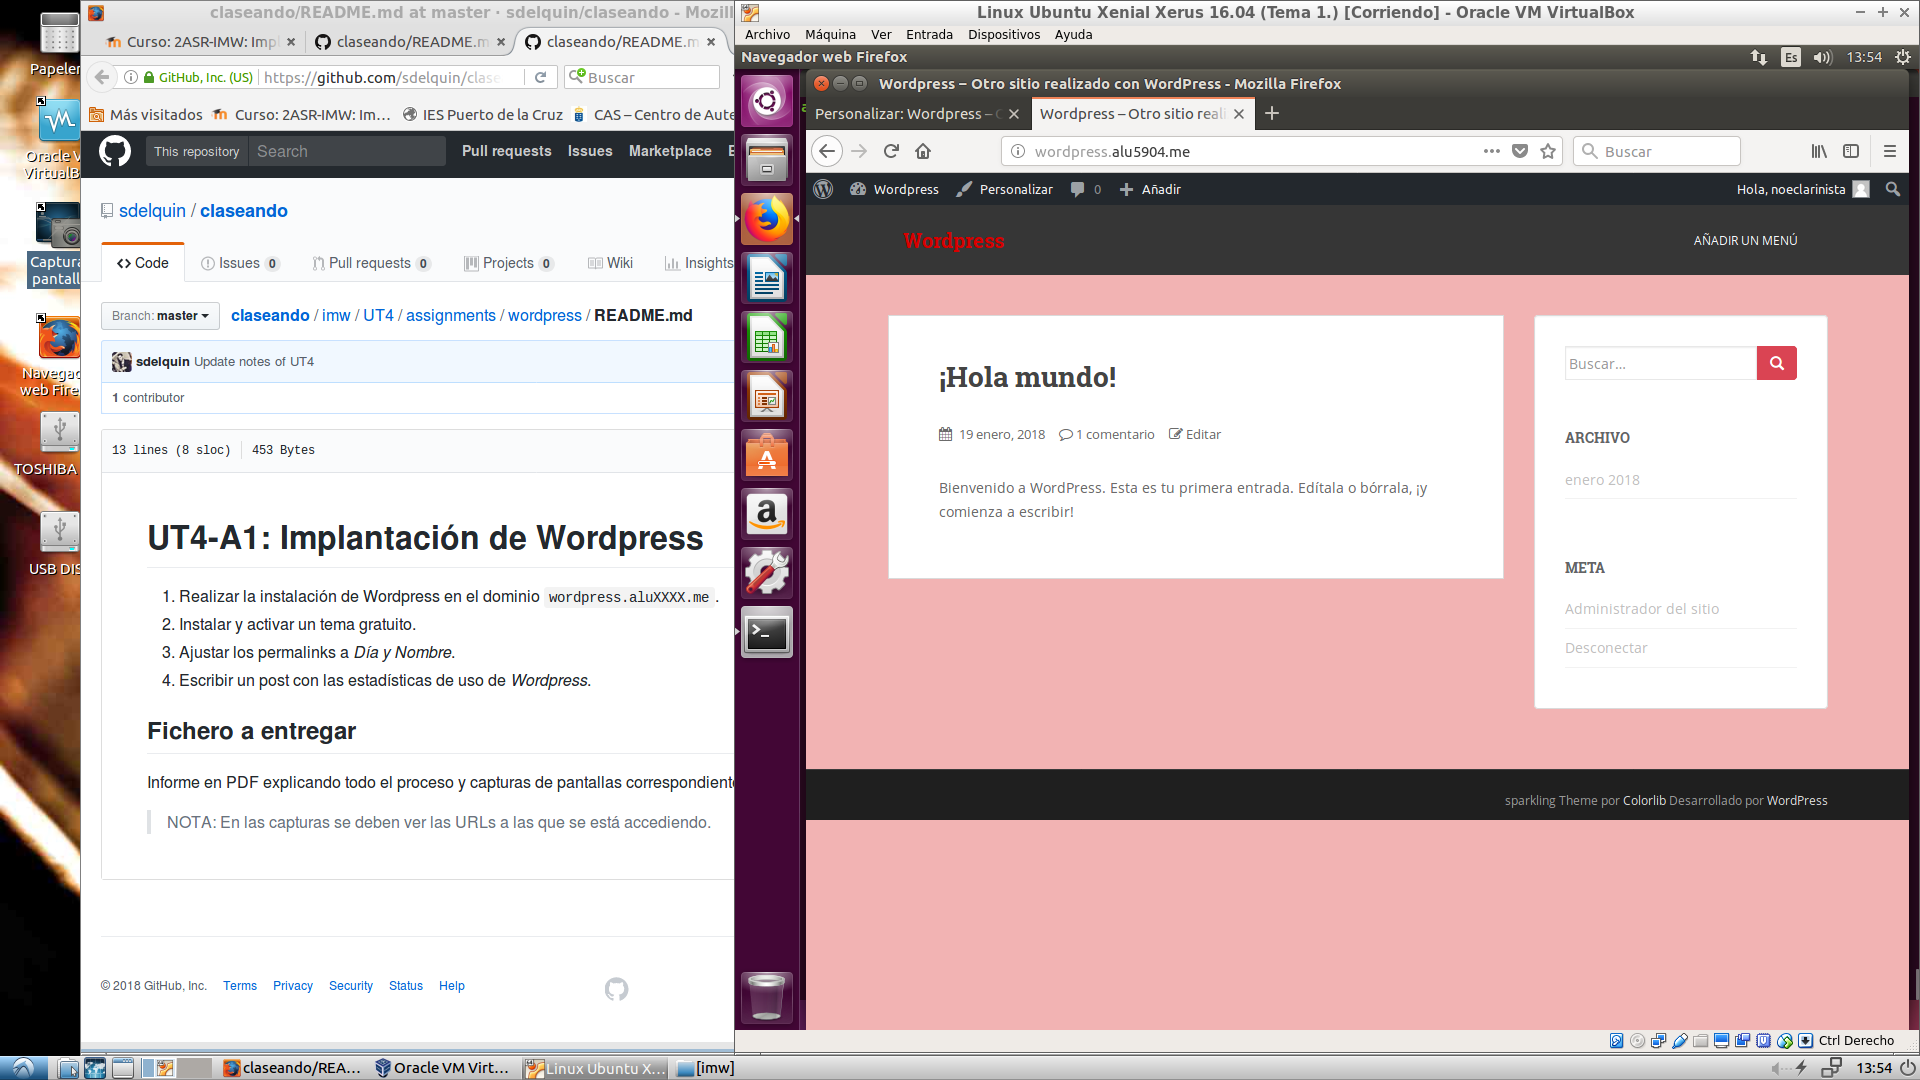 Papeler
Oracle V
VirtualB
Captura
pantall
Navegad
web Fire
TOSHIBA
USB DIS
claseando/README.md at master · sdelquin/claseando - Mozill
Curso: 2ASR-IMW: Impl
claseando/README.m
claseando/README.m
GitHub, Inc. (US)
https://github.com/sdelquin/clase
Buscar
Más visitados
Curso: 2ASR-IMW: Im...
IES Puerto de la Cruz
CAS – Centro de Aute
This repository
Search
Pull requests
Issues
Marketplace
sdelquin / claseando
Code
Issues 0
Pull requests 0
Projects 0
Wiki
Insights
Branch: master
claseando / imw / UT4 / assignments / wordpress / README.md
sdelquin Update notes of UT4
1 contributor
13 lines (8 sloc)
453 Bytes
UT4-A1: Implantación de Wordpress
1. Realizar la instalación de Wordpress en el dominio wordpress.aluXXXX.me .
2. Instalar y activar un tema gratuito.
3. Ajustar los permalinks a Día y Nombre.
4. Escribir un post con las estadísticas de uso de Wordpress.
Fichero a entregar
Informe en PDF explicando todo el proceso y capturas de pantallas correspondiente
NOTA: En las capturas se deben ver las URLs a las que se está accediendo.
© 2018 GitHub, Inc.
Terms
Privacy
Security
Status
Help
Linux Ubuntu Xenial Xerus 16.04 (Tema 1.) [Corriendo] - Oracle VM VirtualBox
Archivo
Máquina
Ver
Entrada
Dispositivos
Ayuda
Navegador web Firefox
Es
13:54
Wordpress – Otro sitio realizado con WordPress - Mozilla Firefox
Personalizar: Wordpress –
Wordpress – Otro sitio reali
wordpress.alu5904.me
Buscar
Wordpress
Personalizar
0
Añadir
Hola, noeclarinista
Wordpress
AÑADIR UN MENÚ
¡Hola mundo!
19 enero, 2018
1 comentario
Editar
Bienvenido a WordPress. Esta es tu primera entrada. Edítala o bórrala, ¡y
comienza a escribir!
Buscar...
ARCHIVO
enero 2018
META
Administrador del sitio
Desconectar
sparkling Theme por Colorlib Desarrollado por WordPress
Ctrl Derecho
claseando/REA...
Oracle VM Virt...
Linux Ubuntu X...
[imw]
13:54